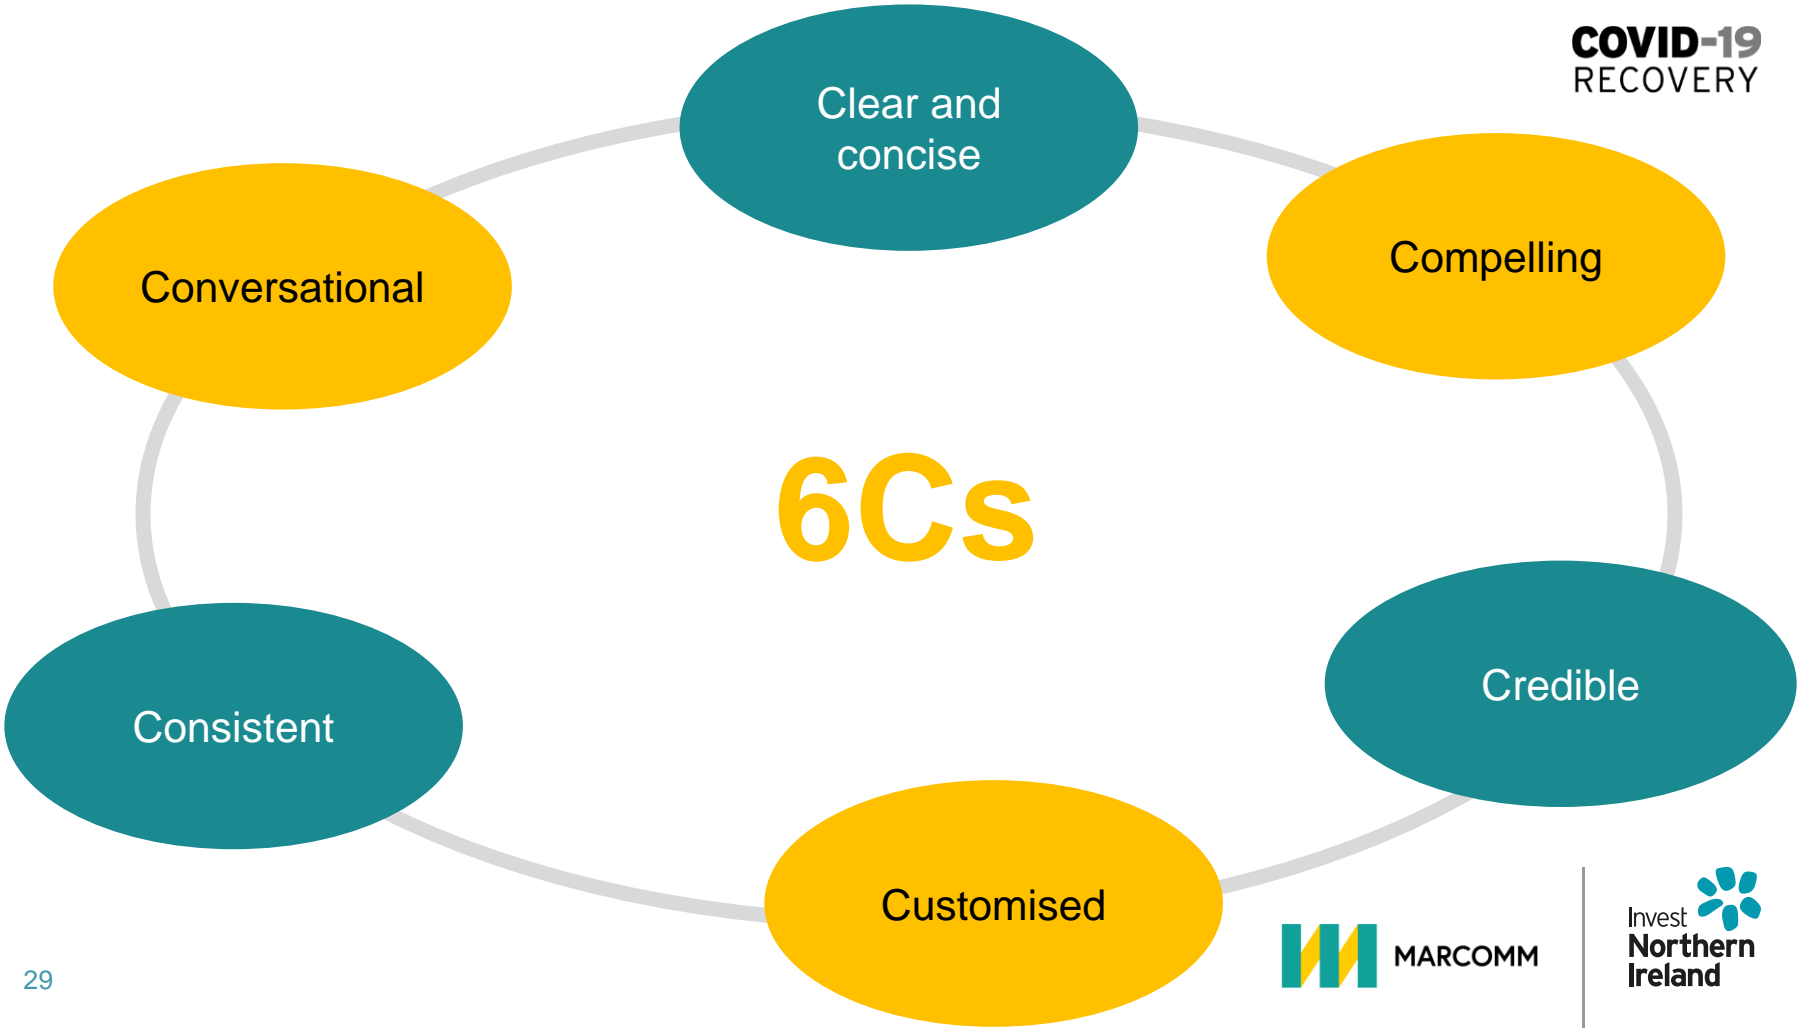 COVID-19
RECOVERY
Clear and
concise
Compelling
Conversational
6Cs
Credible
Consistent
Customised
MARCOMM
Invest
Northern
Ireland
29